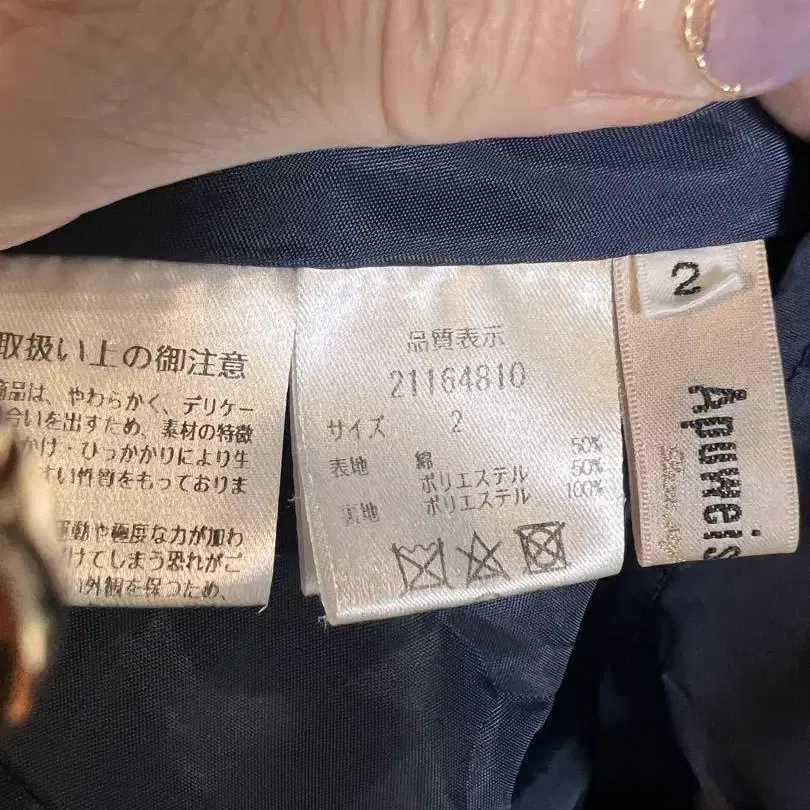 取扱い上の御注意
商品は、やわらかく、デリケー
合いを出すため、素材の特徴
かけ・ひっかかりにより生
すい性質をもっておりま
運動や極度な力が加わ
けてしまう恐れがご
外観を保つため、
品質表示
21164810
サイズ 2
表地 綿 50%
ポリエステル 50%
裏地 ポリエステル 100%
2
Apuweis